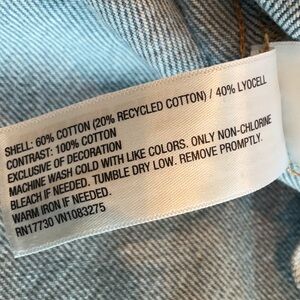 SHELL: 60% COTTON (20% RECYCLED COTTON) / 40% LYOCELL
CONTRAST: 100% COTTON
EXCLUSIVE OF DECORATION
MACHINE WASH COLD WITH LIKE COLORS. ONLY NON-CHLORINE
BLEACH IF NEEDED. TUMBLE DRY LOW. REMOVE PROMPTLY.
WARM IRON IF NEEDED.
RN17730 VN1083275